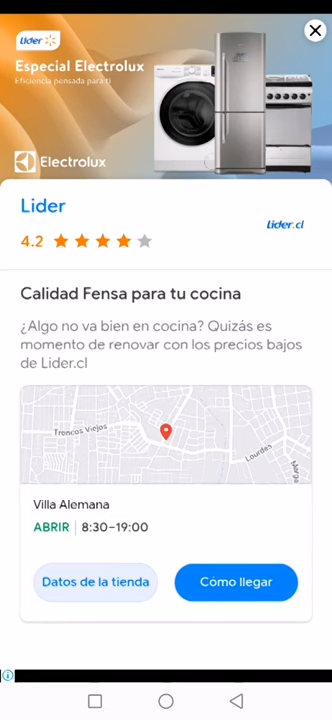 Lider
Especial Electrolux
Eficiencia pensada para ti
Electrolux
Lider
Lider.cl
4.2
Calidad Fensa para tu cocina
¿Algo no va bien en cocina? Quizás es
momento de renovar con los precios bajos
de Lider.cl
Troncos Viejos
Lourdes
Villa Alemana
ABRIR | 8:30–19:00
Datos de la tienda
Cómo llegar